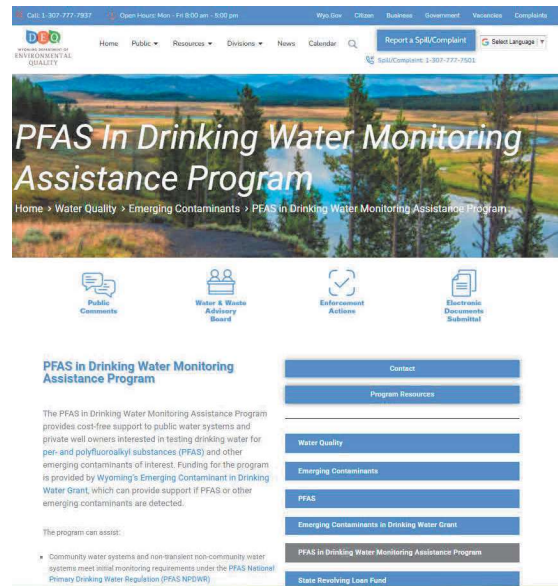 Call: 1-307-777-7937 Open Hours: Mon - Fri 8:00 am - 5:00 pm Wyo.Gov Citizen Business Government Vacancies Complaints
DEQ
WYOMING DEPARTMENT OF
ENVIRONMENTAL
QUALITY
Home Public Resources Divisions News Calendar
Report a Spill/Complaint
Select Language
Spill/Complaint: 1-307-777-7501
PFAS In Drinking Water Monitoring
Assistance Program
Home > Water Quality > Emerging Contaminants > PFAS in Drinking Water Monitoring Assistance Program
Public
Comments
Water & Waste
Advisory
Board
Enforcement
Actions
Electronic
Documents
Submittal
PFAS in Drinking Water Monitoring
Assistance Program
The PFAS in Drinking Water Monitoring Assistance Program
provides cost-free support to public water systems and
private well owners interested in testing drinking water for
per- and polyfluoroalkyl substances (PFAS) and other
emerging contaminants of interest. Funding for the program
is provided by Wyoming's Emerging Contaminant in Drinking
Water Grant, which can provide support if PFAS or other
emerging contaminants are detected.
The program can assist:
Community water systems and non-transient non-community water
systems meet initial monitoring requirements under the PFAS National
Primary Drinking Water Regulation (PFAS NPDWR)
Contact
Program Resources
Water Quality
Emerging Contaminants
PFAS
Emerging Contaminants in Drinking Water Grant
PFAS in Drinking Water Monitoring Assistance Program
State Revolving Loan Fund